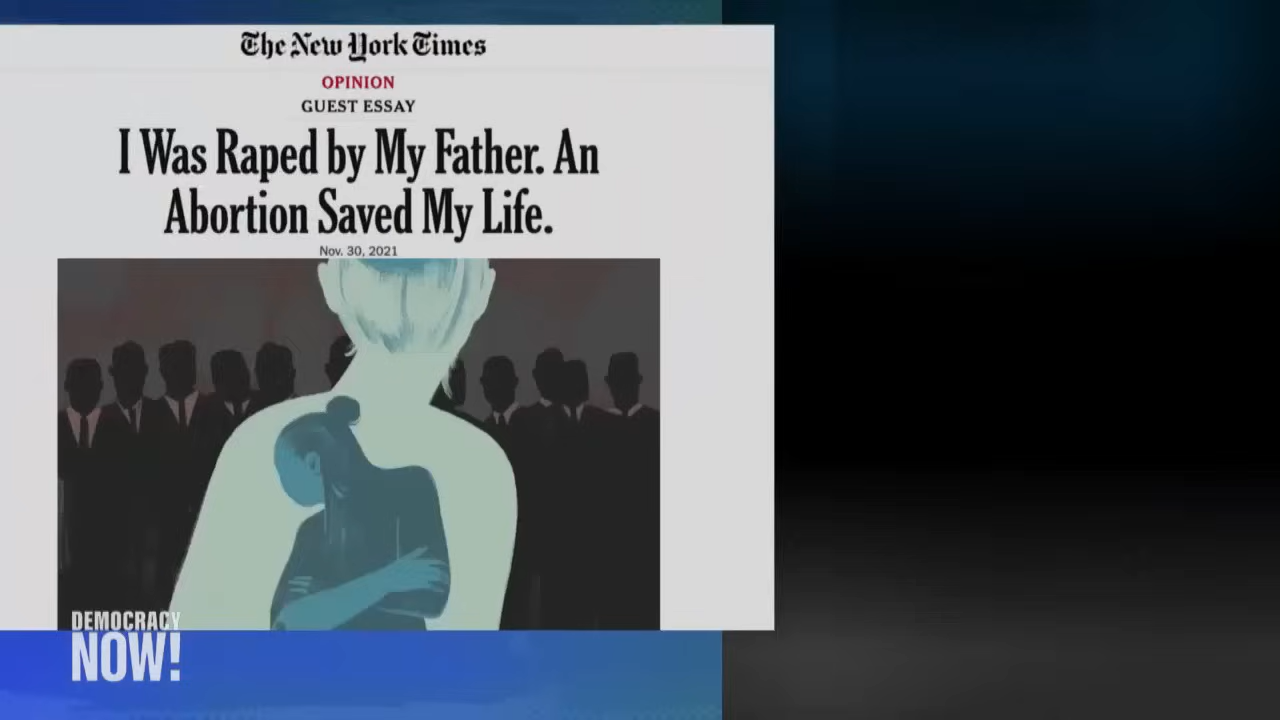 The New York Times
OPINION
GUEST ESSAY
I Was Raped by My Father. An
Abortion Saved My Life.
Nov. 30, 2021
DEMOCRACY
NOW!